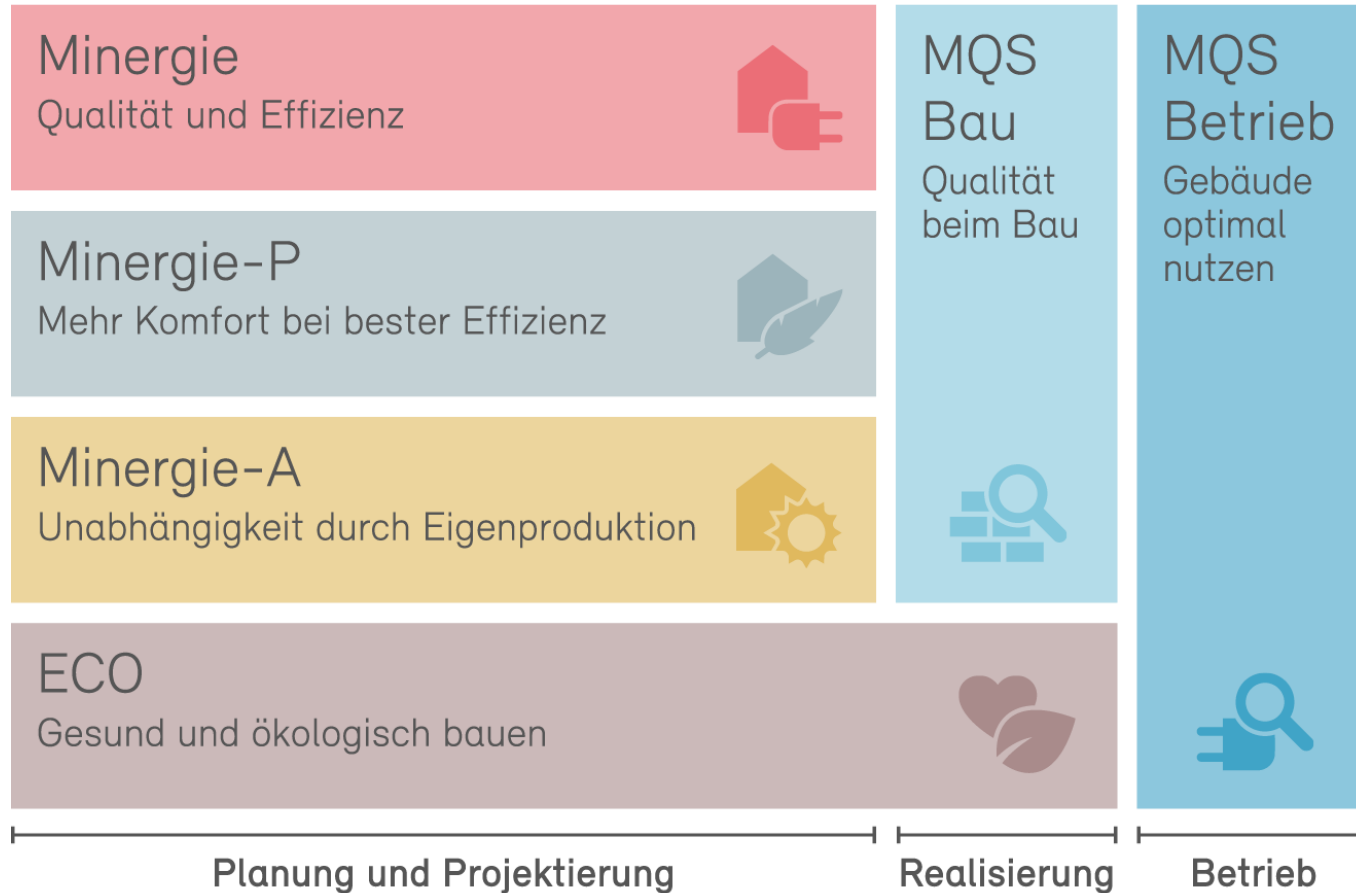 Minergie
Qualität und Effizienz
Minergie-P
Mehr Komfort bei bester Effizienz
Minergie-A
Unabhängigkeit durch Eigenproduktion
ECO
Gesund und ökologisch bauen
MQS
Bau
Qualität
beim Bau
MQS
Betrieb
Gebäude
optimal
nutzen
Planung und Projektierung
Realisierung
Betrieb